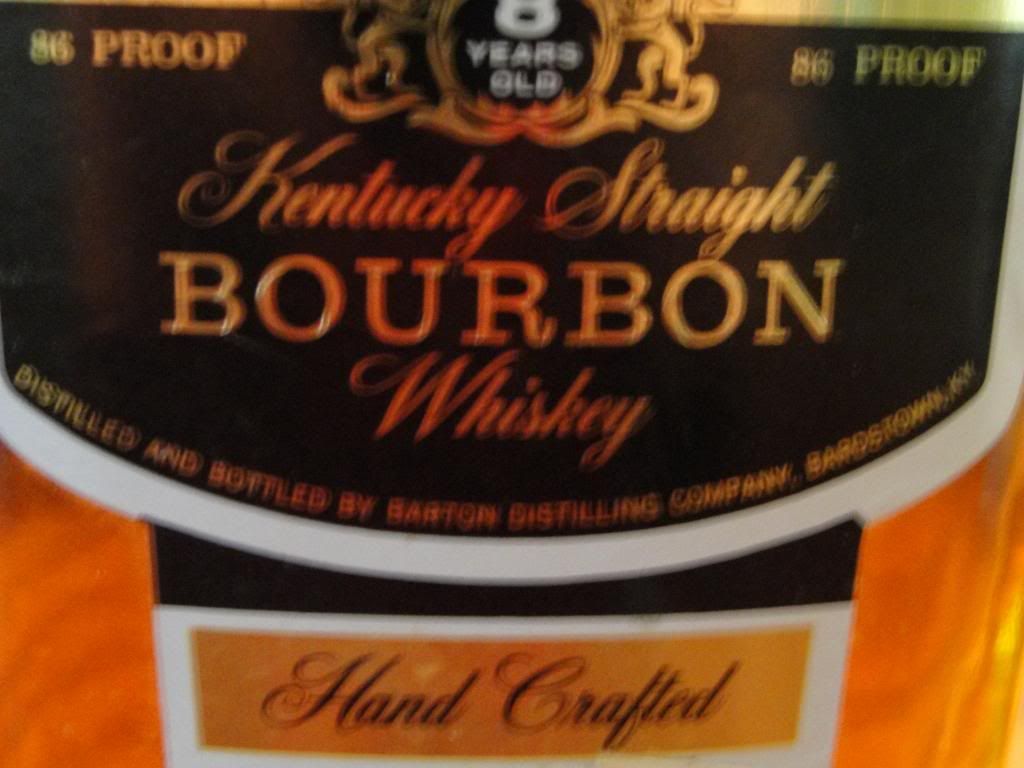 8
YEARS
OLD
86 PROOF
86 PROOF
Kentucky Straight
BOURBON
Whiskey
DISTILLED AND BOTTLED BY BARTON DISTILLING COMPANY, BARDSTOWN, KY.
Hand Crafted